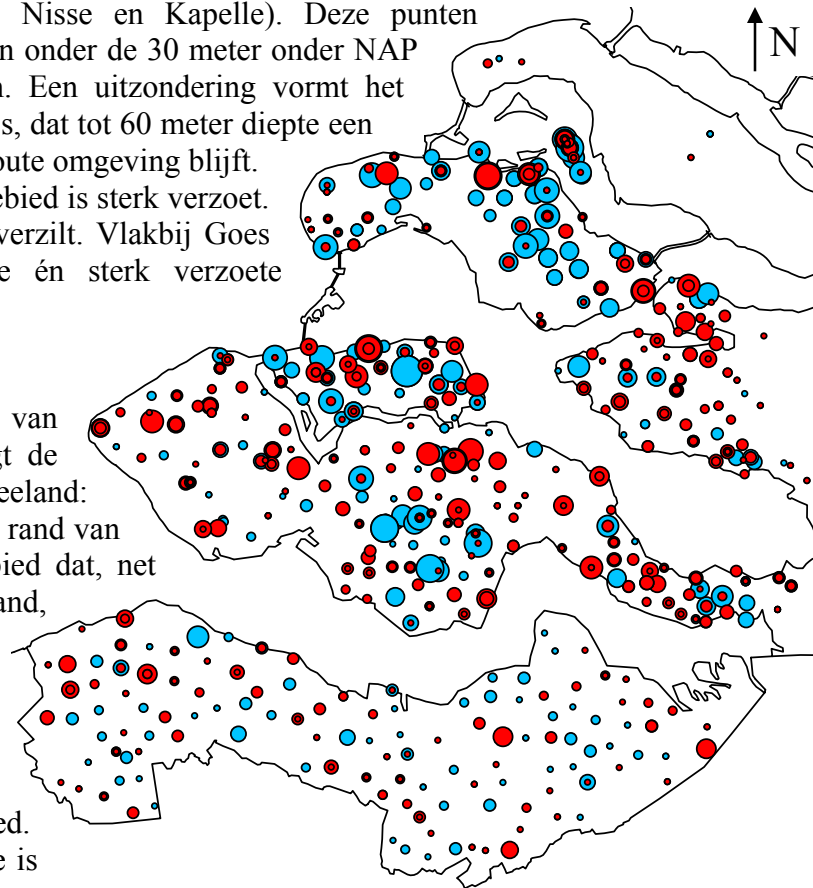 Nisse en Kapelle). Deze punten
n onder de 30 meter onder NAP
N
n. Een uitzondering vormt het
s, dat tot 60 meter diepte een
oute omgeving blijft.
ebied is sterk verzoet.
verzilt. Vlakbij Goes
e én sterk verzoete
van
gt de
eeland:
rand van
ied dat, net
and,
ed.
e is